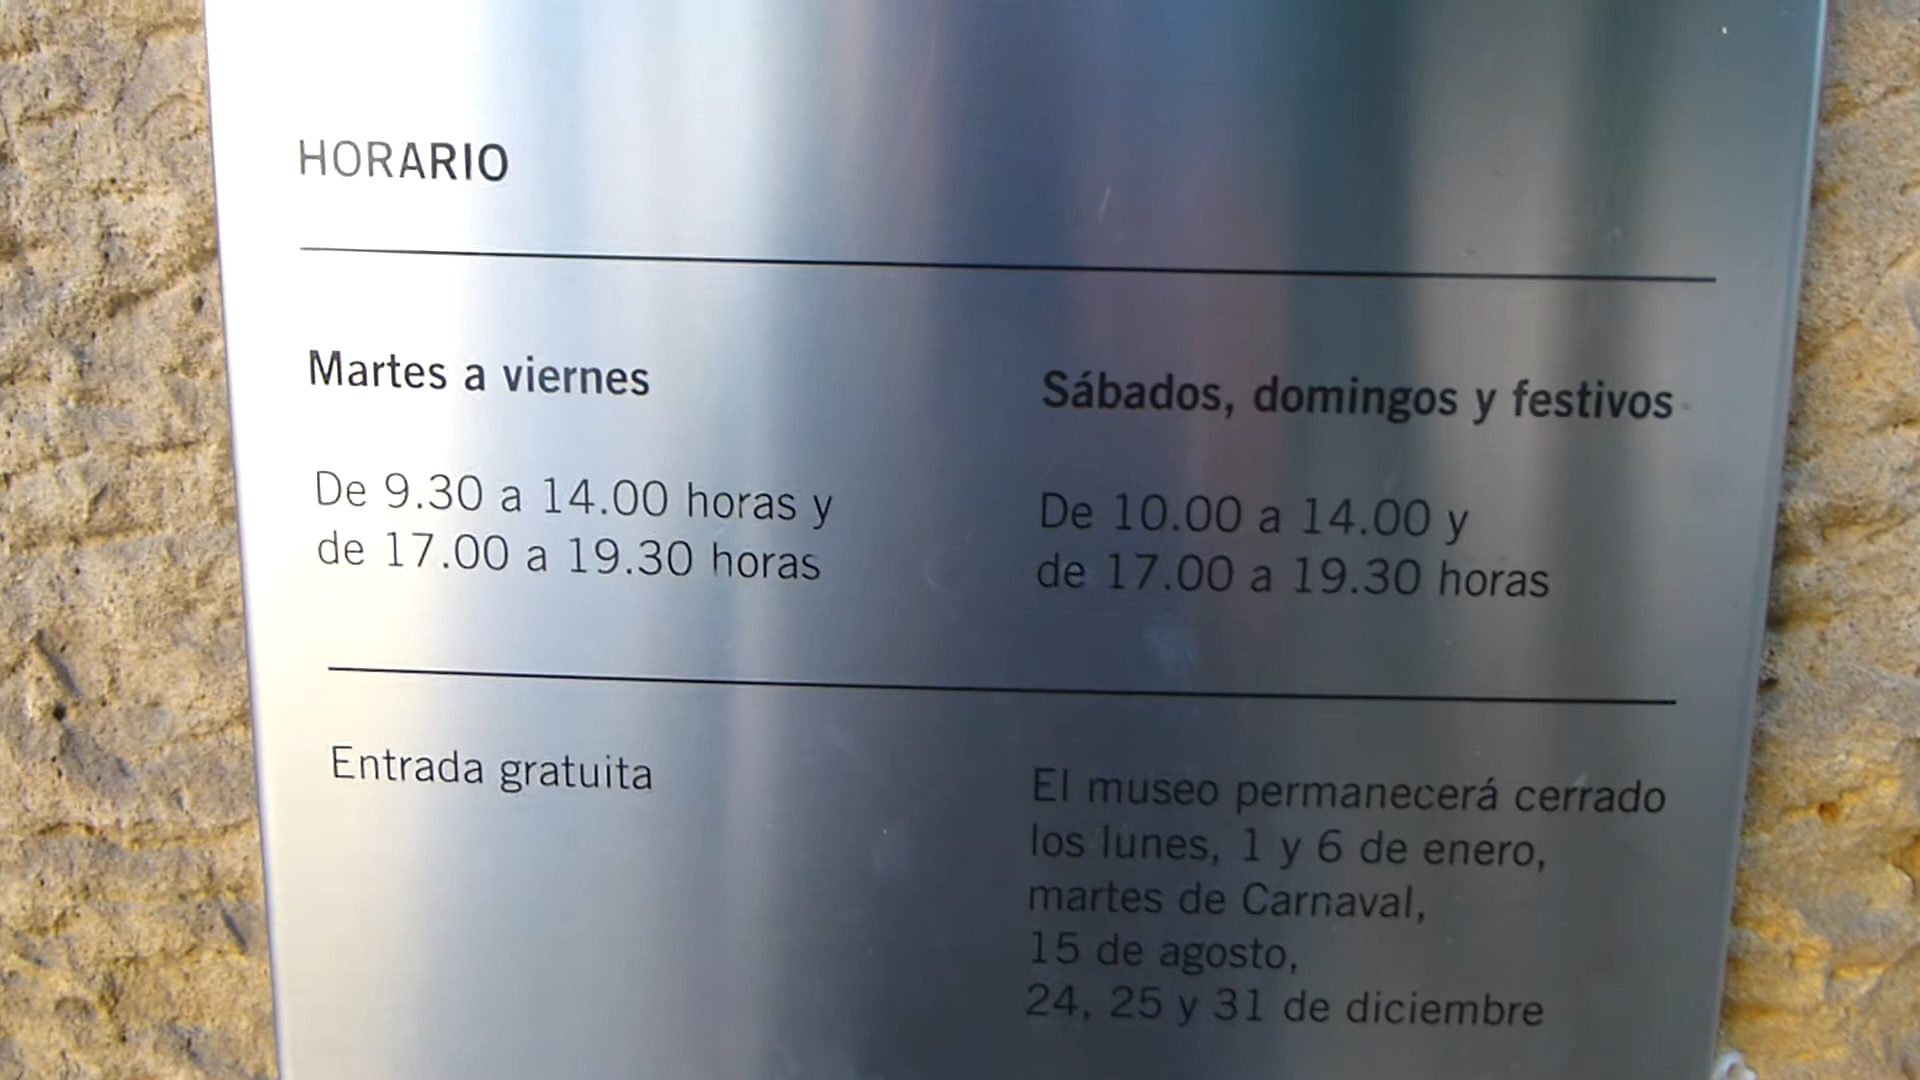 HORARIO
Martes a viernes
De 9.30 a 14.00 horas y
de 17.00 a 19.30 horas
Sábados, domingos y festivos
De 10.00 a 14.00 y
de 17.00 a 19.30 horas
Entrada gratuita
El museo permanecerá cerrado
los lunes, 1 y 6 de enero,
martes de Carnaval,
15 de agosto,
24, 25 y 31 de diciembre